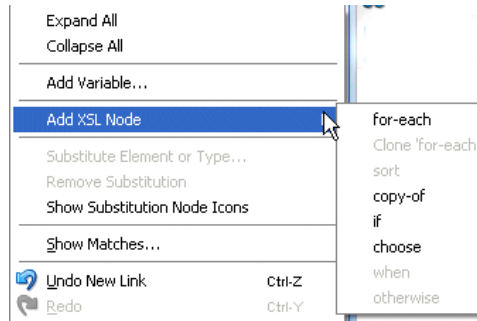 Expand All
Collapse All
Add Variable...
Add XSL Node
Substitute Element or Type...
Remove Substitution
Show Substitution Node Icons
Show Matches...
Undo New Link Ctrl-Z
Redo Ctrl-Y
for-each
Clone 'for-each
sort
copy-of
if
choose
when
otherwise